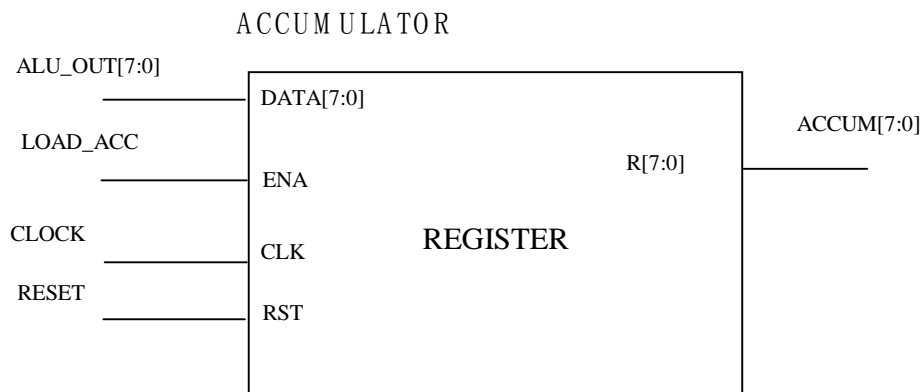 ACCUMULATOR
ALU_OUT[7:0]
DATA[7:0]
ACCUM[7:0]
LOAD_ACC
R[7:0]
ENA
CLOCK
REGISTER
CLK
RESET
RST